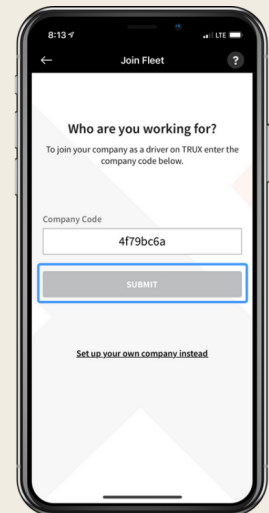 8:13
LTE
Join Fleet
?
Who are you working for?
To join your company as a driver on TRUX enter the
company code below.
Company Code
4f79bc6a
SUBMIT
Set up your own company instead